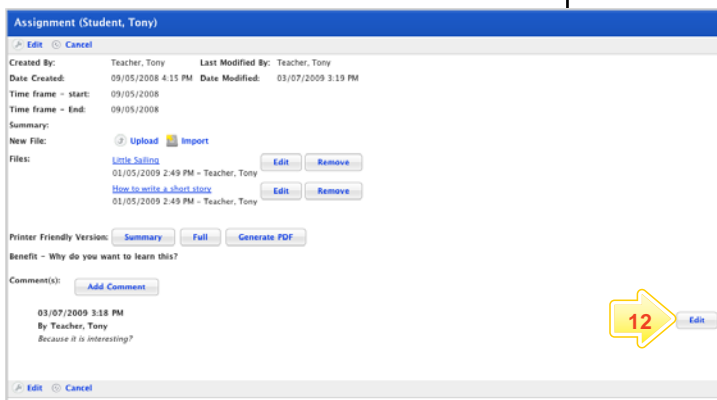 Assignment (Student, Tony)
Edit Cancel
Created By: Teacher, Tony Last Modified By: Teacher, Tony
Date Created: 09/05/2008 4:15 PM Date Modified: 03/07/2009 3:19 PM
Time frame - start: 09/05/2008
Time frame - End: 09/05/2008
Summary:
New File: Upload Import
Files: Little Sailing Edit Remove
01/05/2009 2:49 PM - Teacher, Tony
How to write a short story Edit Remove
01/05/2009 2:49 PM - Teacher, Tony
Printer Friendly Version: Summary Full Generate PDF
Benefit - Why do you want to learn this?
Comment(s): Add Comment
03/07/2009 3:18 PM
By Teacher, Tony
Because it is interesting?
12 Edit
Edit Cancel